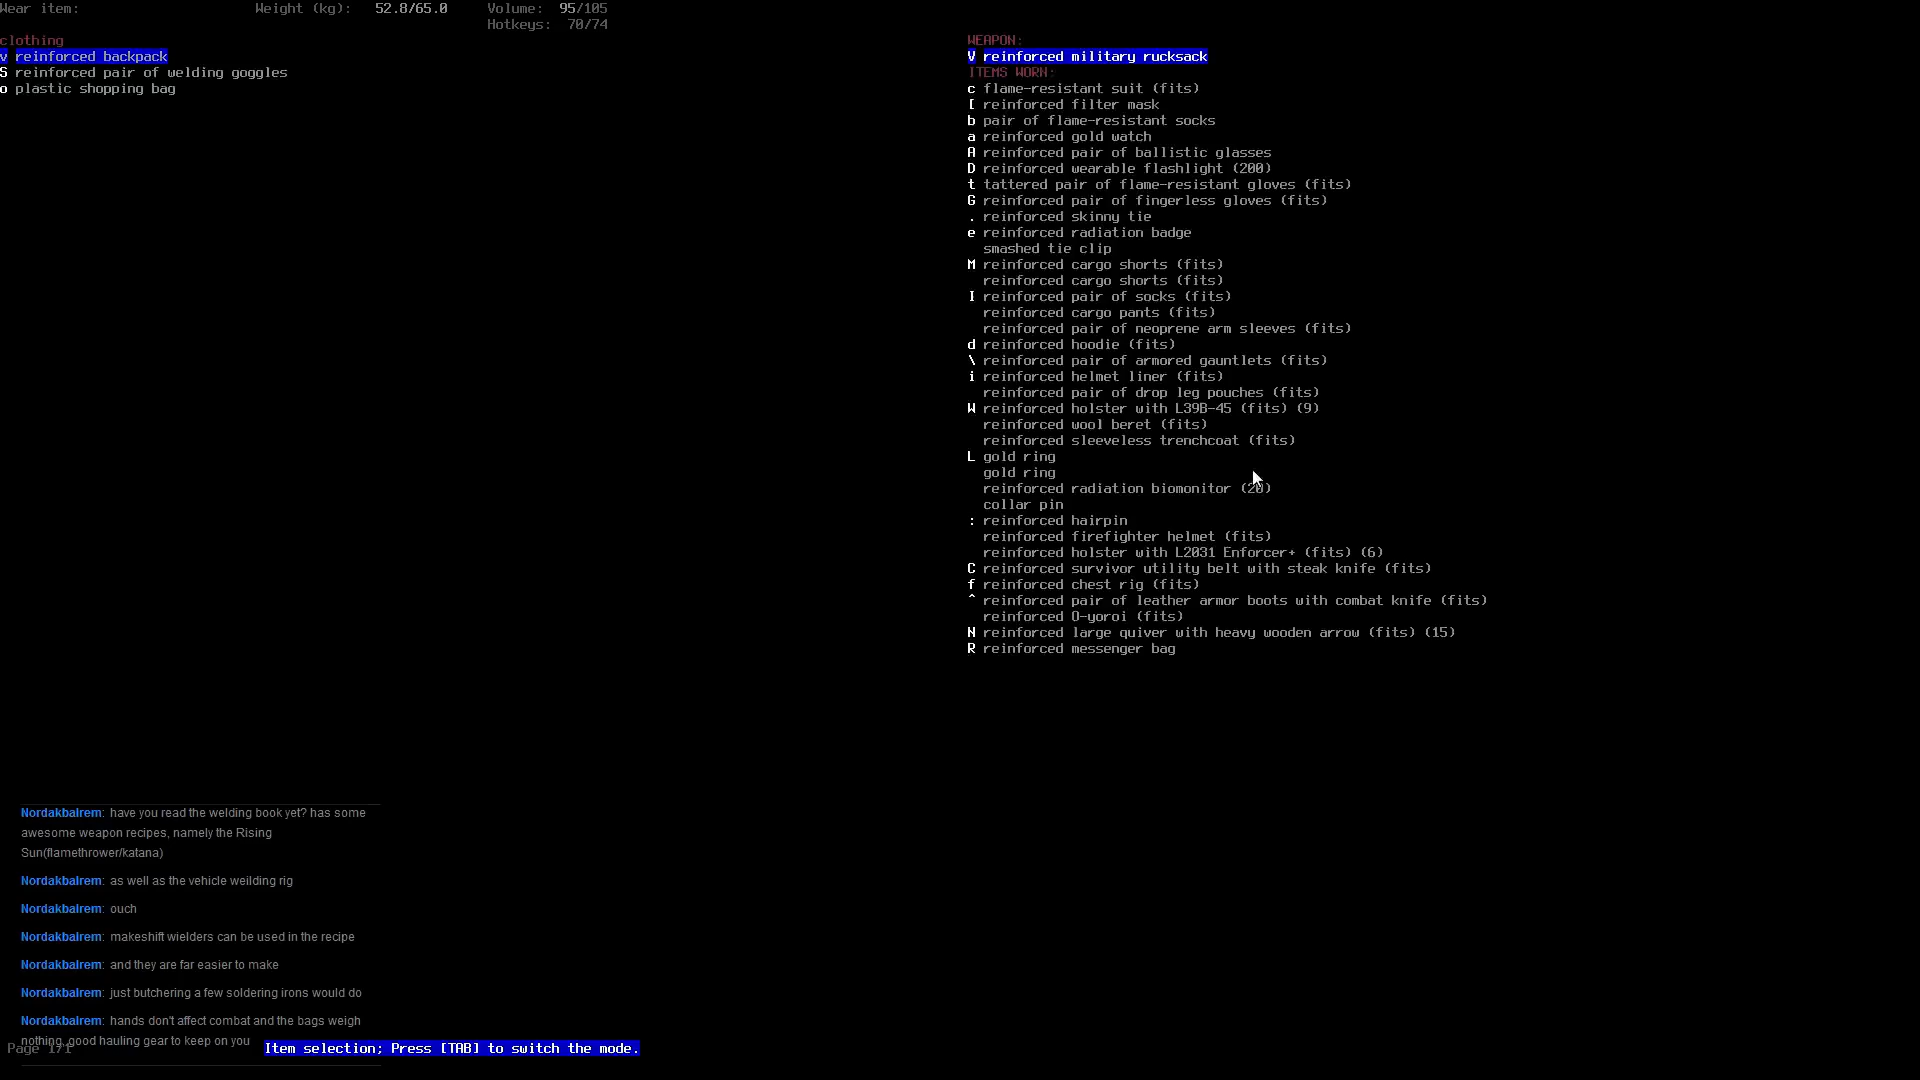 Wear item: Weight (kg): 52.8/65.0 Volume: 95/105
Hotkeys: 70/74
clothing
v reinforced backpack
S reinforced pair of welding goggles
o plastic shopping bag
WEAPON:
V reinforced military rucksack
ITEMS WORN:
c flame-resistant suit (fits)
[ reinforced filter mask
b pair of flame-resistant socks
a reinforced gold watch
A reinforced pair of ballistic glasses
D reinforced wearable flashlight (200)
t tattered pair of flame-resistant gloves (fits)
G reinforced pair of fingerless gloves (fits)
. reinforced skinny tie
e reinforced radiation badge
smashed tie clip
M reinforced cargo shorts (fits)
reinforced cargo shorts (fits)
I reinforced pair of socks (fits)
reinforced cargo pants (fits)
reinforced pair of neoprene arm sleeves (fits)
d reinforced hoodie (fits)
\ reinforced pair of armored gauntlets (fits)
i reinforced helmet liner (fits)
reinforced pair of drop leg pouches (fits)
W reinforced holster with L39B-45 (fits) (9)
reinforced wool beret (fits)
reinforced sleeveless trenchcoat (fits)
L gold ring
gold ring
reinforced radiation biomonitor (20)
collar pin
: reinforced hairpin
reinforced firefighter helmet (fits)
reinforced holster with L2031 Enforcer+ (fits) (6)
C reinforced survivor utility belt with steak knife (fits)
f reinforced chest rig (fits)
^ reinforced pair of leather armor boots with combat knife (fits)
reinforced O-yoroi (fits)
N reinforced large quiver with heavy wooden arrow (fits) (15)
R reinforced messenger bag
Nordakbalrem: have you read the welding book yet? has some
awesome weapon recipes, namely the Rising
Sun(flamethrower/katana)
Nordakbalrem: as well as the vehicle weilding rig
Nordakbalrem: ouch
Nordakbalrem: makeshift wielders can be used in the recipe
Nordakbalrem: and they are far easier to make
Nordakbalrem: just butchering a few soldering irons would do
Nordakbalrem: hands don't affect combat and the bags weigh
nothing, good hauling gear to keep on you
Page 1/1 Item selection; Press [TAB] to switch the mode.